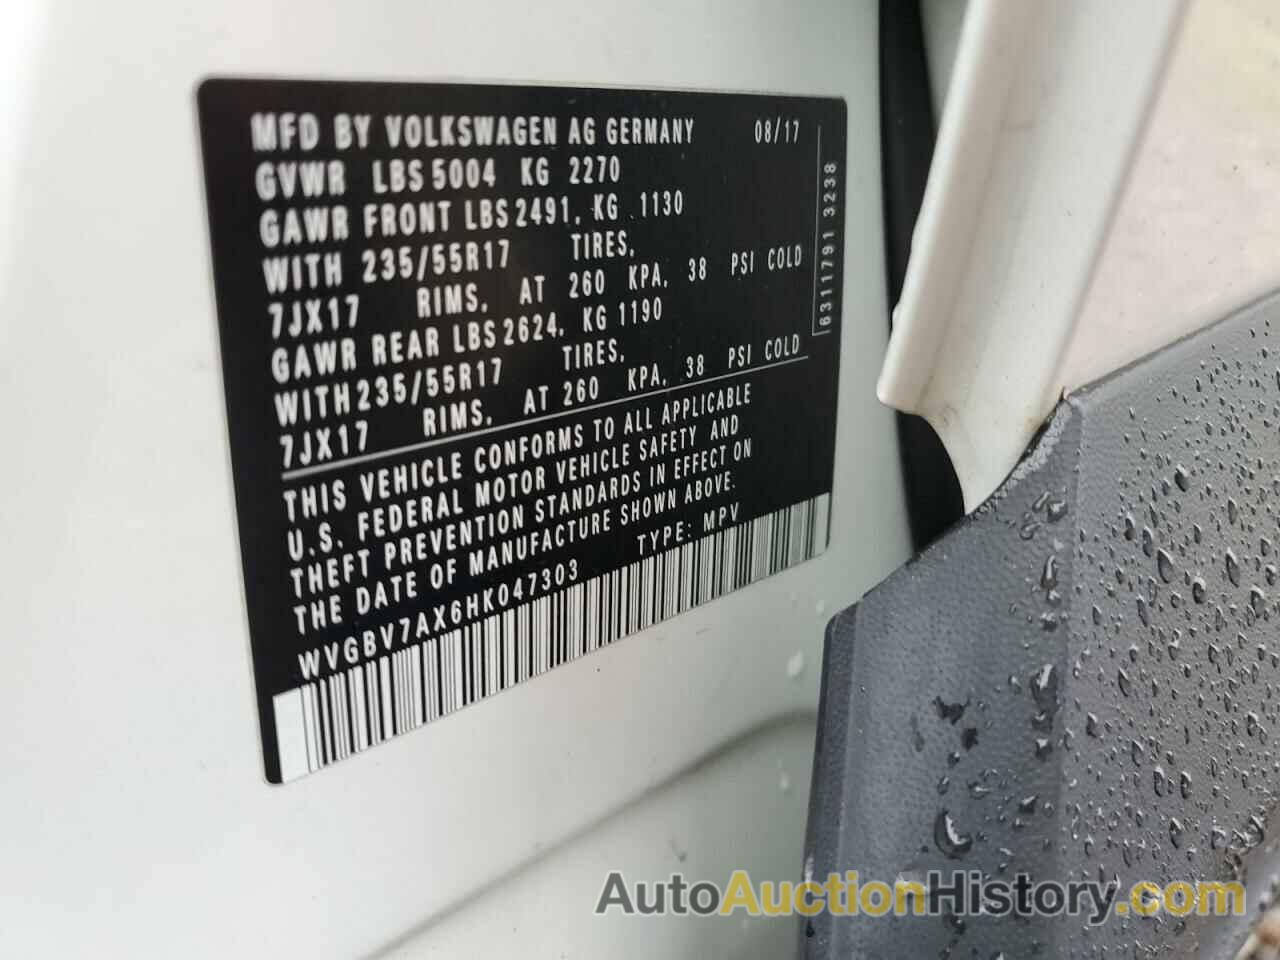 MFD BY VOLKSWAGEN AG GERMANY 08/17
GVWR LBS 5004 KG 2270
GAWR FRONT LBS 2491, KG 1130
WITH 235/55R17 TIRES,
7JX17 RIMS, AT 260 KPA, 38 PSI COLD
GAWR REAR LBS 2624, KG 1190
WITH 235/55R17 TIRES,
7JX17 RIMS, AT 260 KPA, 38 PSI COLD
THIS VEHICLE CONFORMS TO ALL APPLICABLE
U.S. FEDERAL MOTOR VEHICLE SAFETY AND
THEFT PREVENTION STANDARDS IN EFFECT ON
THE DATE OF MANUFACTURE SHOWN ABOVE.
WVGBV7AX6HK047303 TYPE: MPV
6311791 3238
AutoAuctionHistory.com